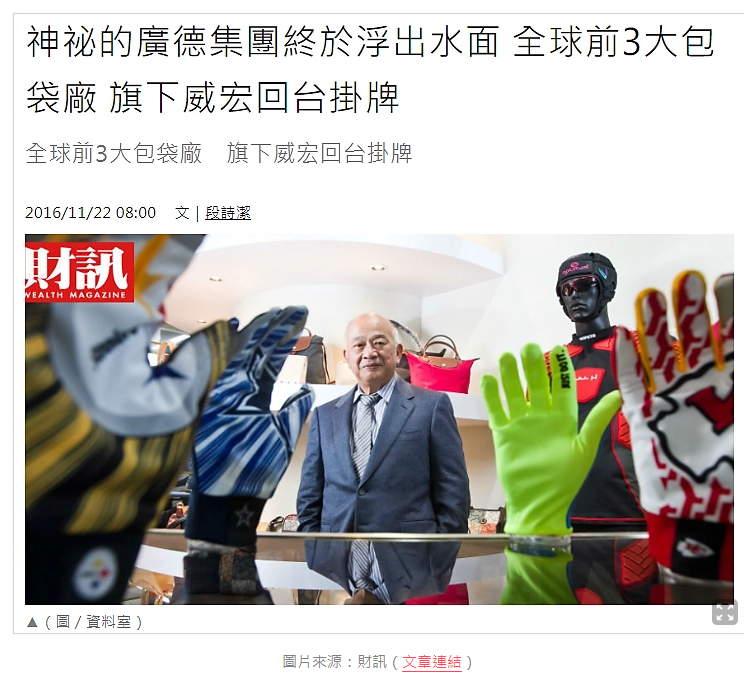 神祕的廣德集團終於浮出水面 全球前3大包
袋廠 旗下威宏回台掛牌
全球前3大包袋廠　旗下威宏回台掛牌
2016/11/22 08:00　文｜段詩潔
財訊
WEALTH MAGAZINE
▲ ( 圖 / 資料室 )
圖片來源：財訊 ( 文章連結 )